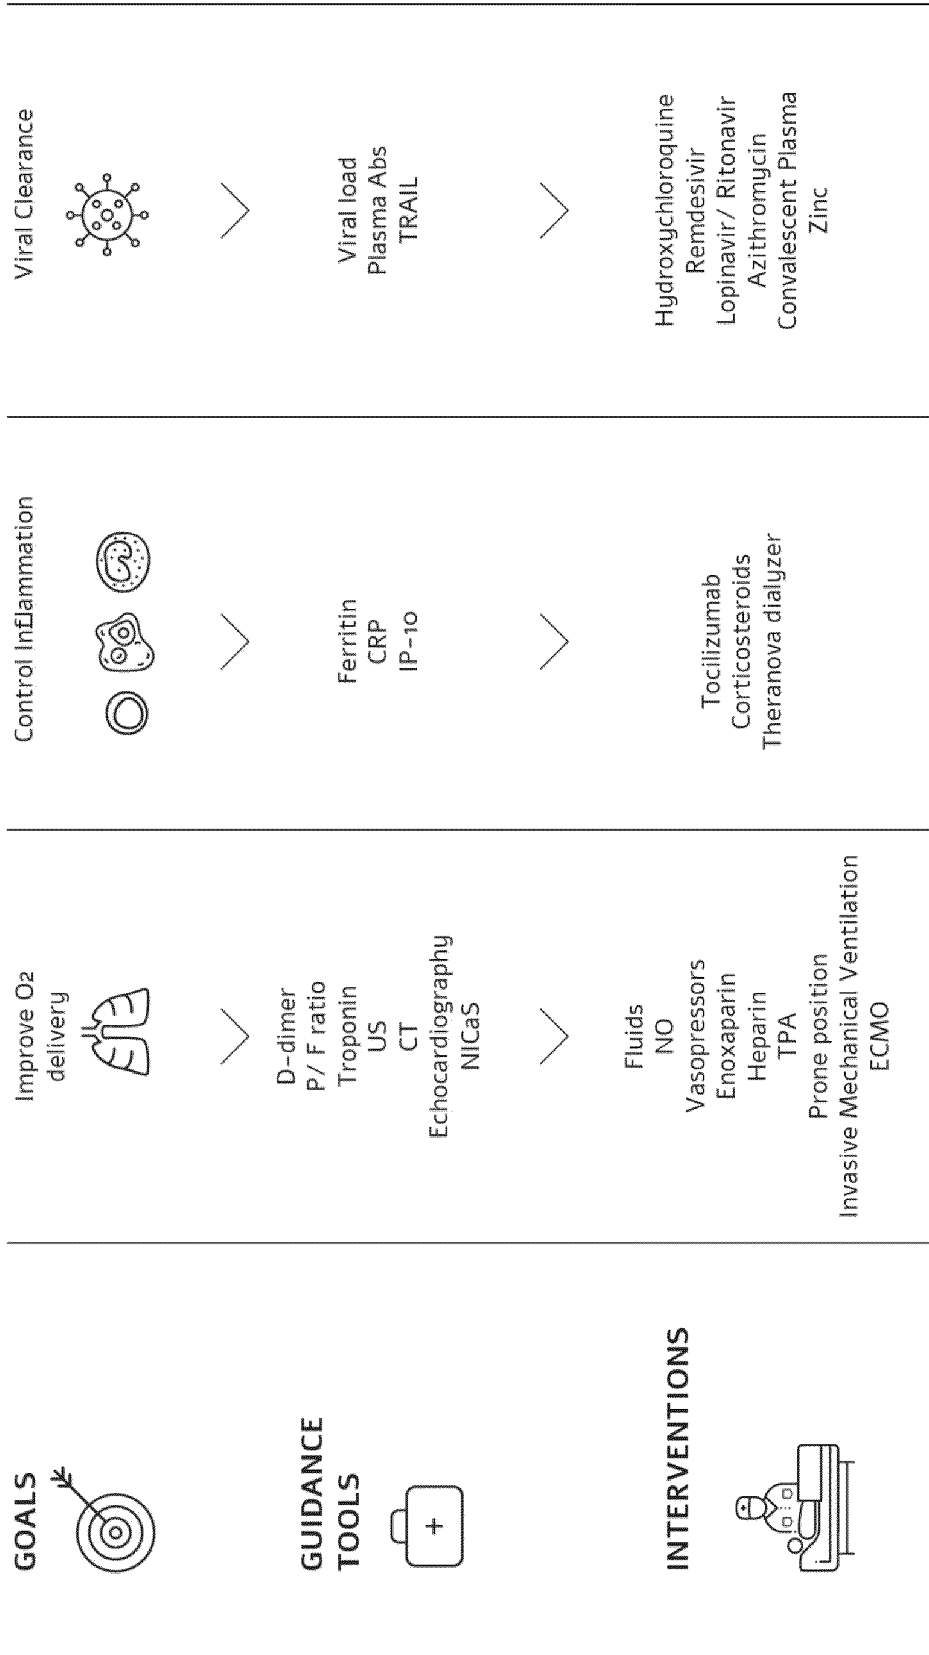 GOALS
Improve O2
delivery
Control Inflammation
Viral Clearance
GUIDANCE
TOOLS
D-dimer
P/ F ratio
Troponin
US
CT
Echocardiography
NICaS
Ferritin
CRP
IP-10
Viral load
Plasma Abs
TRAIL
INTERVENTIONS
Fluids
NO
Vasopressors
Enoxaparin
Heparin
TPA
Prone position
Invasive Mechanical Ventilation
ECMO
Tocilizumab
Corticosteroids
Theranova dialyzer
Hydroxychloroquine
Remdesivir
Lopinavir/ Ritonavir
Azithromycin
Convalescent Plasma
Zinc